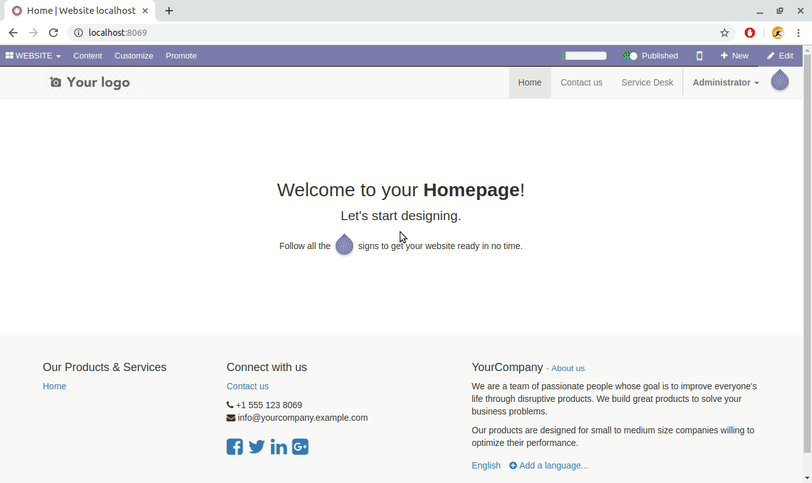 Home | Website localhost
localhost:8069
WEBSITE Content Customize Promote Published New Edit
Your logo Home Contact us Service Desk Administrator
Welcome to your Homepage!
Let's start designing.
Follow all the signs to get your website ready in no time.
Our Products & Services
Home
Connect with us
Contact us
+1 555 123 8069
info@yourcompany.example.com
YourCompany - About us
We are a team of passionate people whose goal is to improve everyone's
life through disruptive products. We build great products to solve your
business problems.
Our products are designed for small to medium size companies willing to
optimize their performance.
English Add a language...